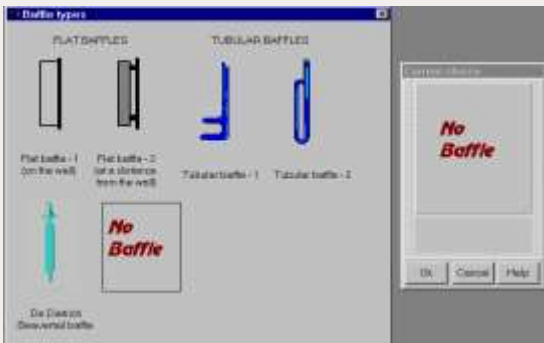 Baffle types
FLAT BAFFLES
TUBULAR BAFFLES
Flat baffle - 1
(on the wall)
Flat baffle - 2
(at a distance
from the wall)
Tubular baffle - 1
Tubular baffle - 2
No
Baffle
Beavertail baffle
Current choice
No
Baffle
Ok
Cancel
Help